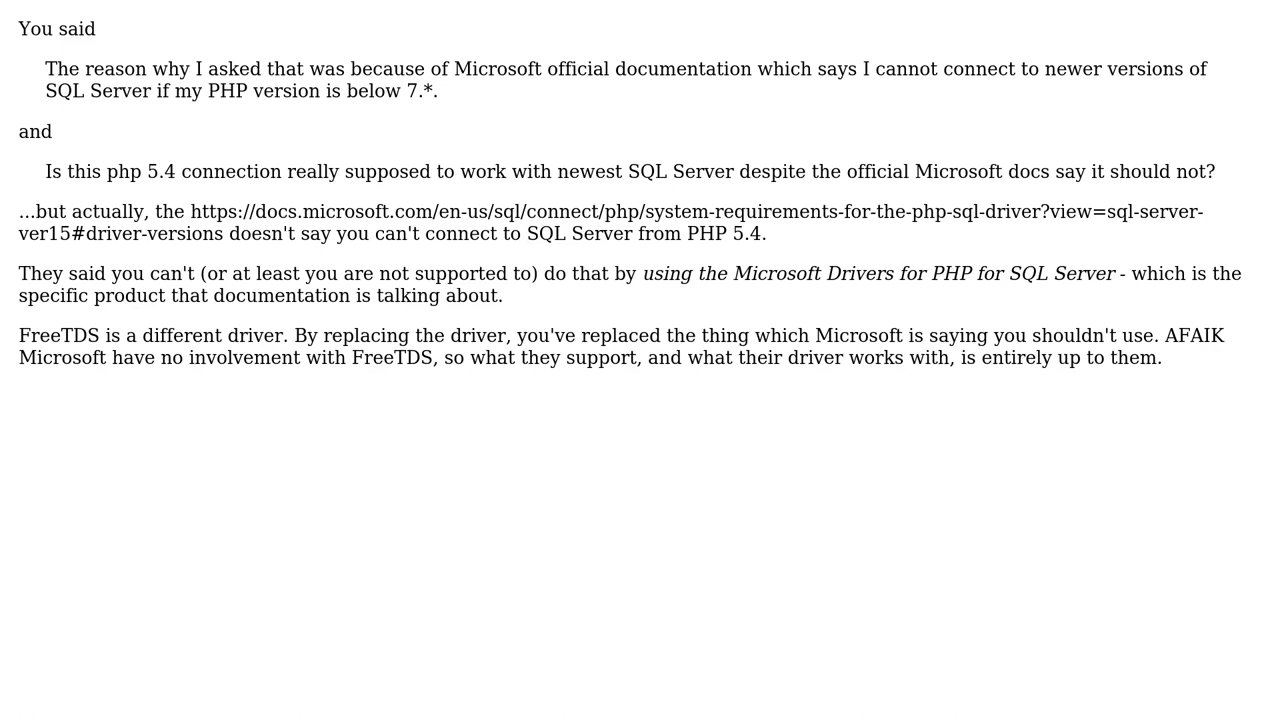 You said
The reason why I asked that was because of Microsoft official documentation which says I cannot connect to newer versions of
SQL Server if my PHP version is below 7.*.
and
Is this php 5.4 connection really supposed to work with newest SQL Server despite the official Microsoft docs say it should not?
...but actually, the https://docs.microsoft.com/en-us/sql/connect/php/system-requirements-for-the-php-sql-driver?view=sql-server-
ver15#driver-versions doesn't say you can't connect to SQL Server from PHP 5.4.
They said you can't (or at least you are not supported to) do that by using the Microsoft Drivers for PHP for SQL Server - which is the
specific product that documentation is talking about.
FreeTDS is a different driver. By replacing the driver, you've replaced the thing which Microsoft is saying you shouldn't use. AFAIK
Microsoft have no involvement with FreeTDS, so what they support, and what their driver works with, is entirely up to them.